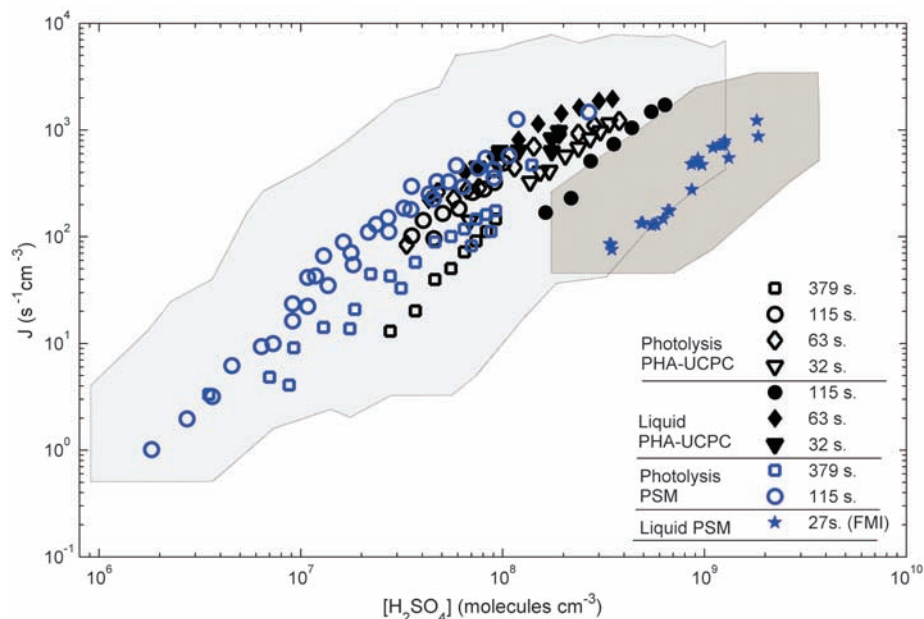 10^4
10^3
10^2
10^1
10^0
10^-1
J (s^-1cm^-3)
10^6
10^7
10^8
10^9
10^10
[H_2SO_4] (molecules cm^-3)
Photolysis
PHA-UCPC
379 s.
115 s.
63 s.
32 s.
Liquid
PHA-UCPC
115 s.
63 s.
32 s.
Photolysis
PSM
379 s.
115 s.
Liquid PSM
27s. (FMI)